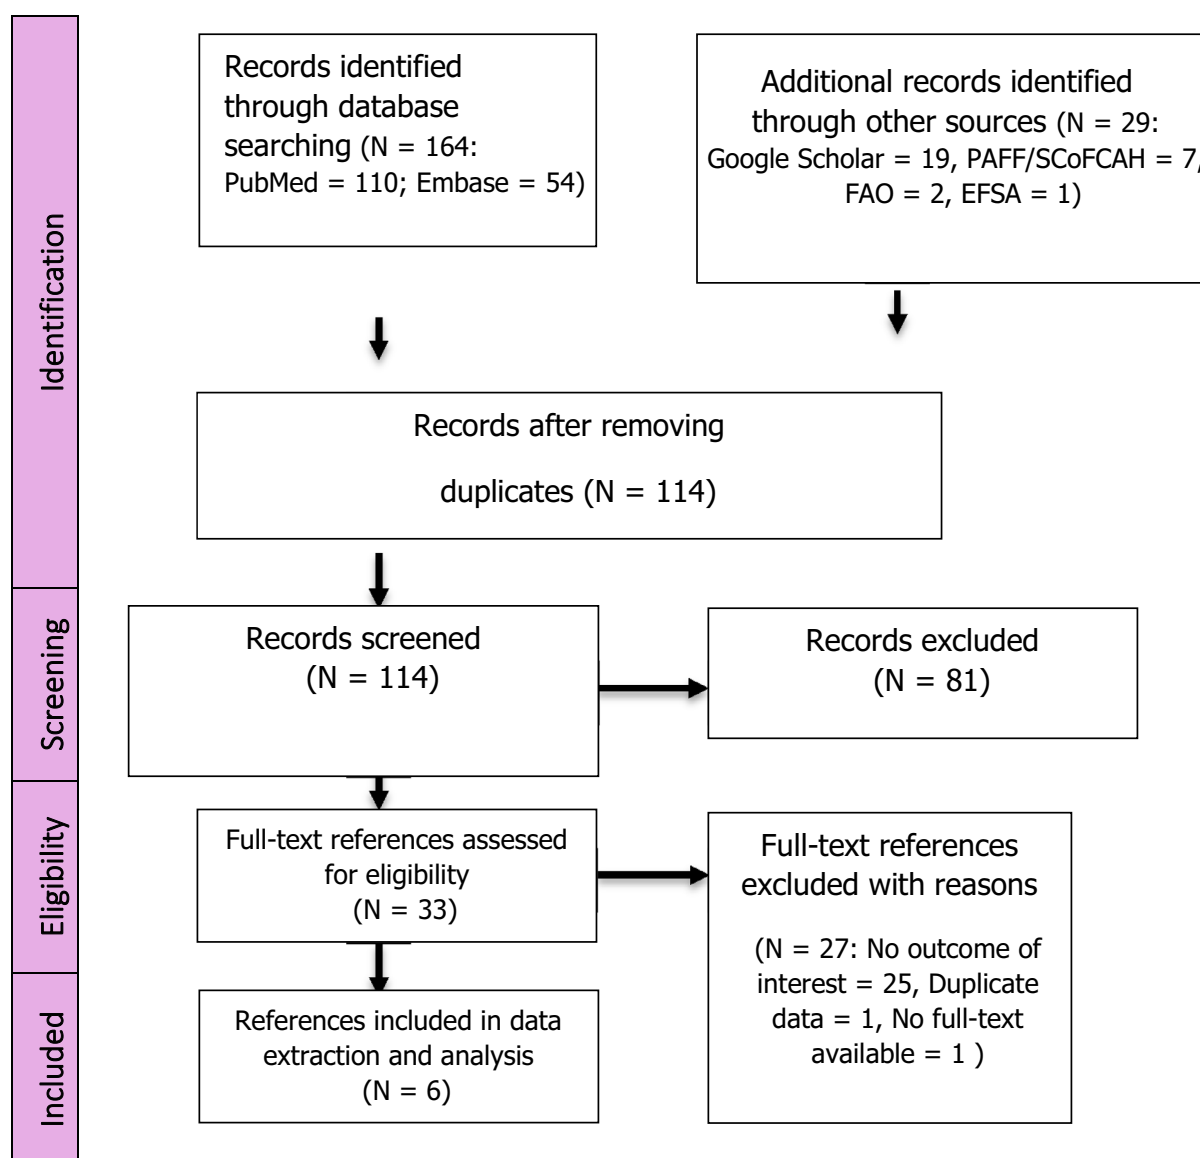 Identification
Records identified
through database
searching (N = 164:
PubMed = 110; Embase = 54)
Additional records identified
through other sources (N = 29:
Google Scholar = 19, PAFF/SCoFCAH = 7,
FAO = 2, EFSA = 1)
Records after removing
duplicates (N = 114)
Screening
Records screened
(N = 114)
Records excluded
(N = 81)
Eligibility
Full-text references assessed
for eligibility
(N = 33)
Full-text references
excluded with reasons
(N = 27: No outcome of
interest = 25, Duplicate
data = 1, No full-text
available = 1 )
Included
References included in data
extraction and analysis
(N = 6)